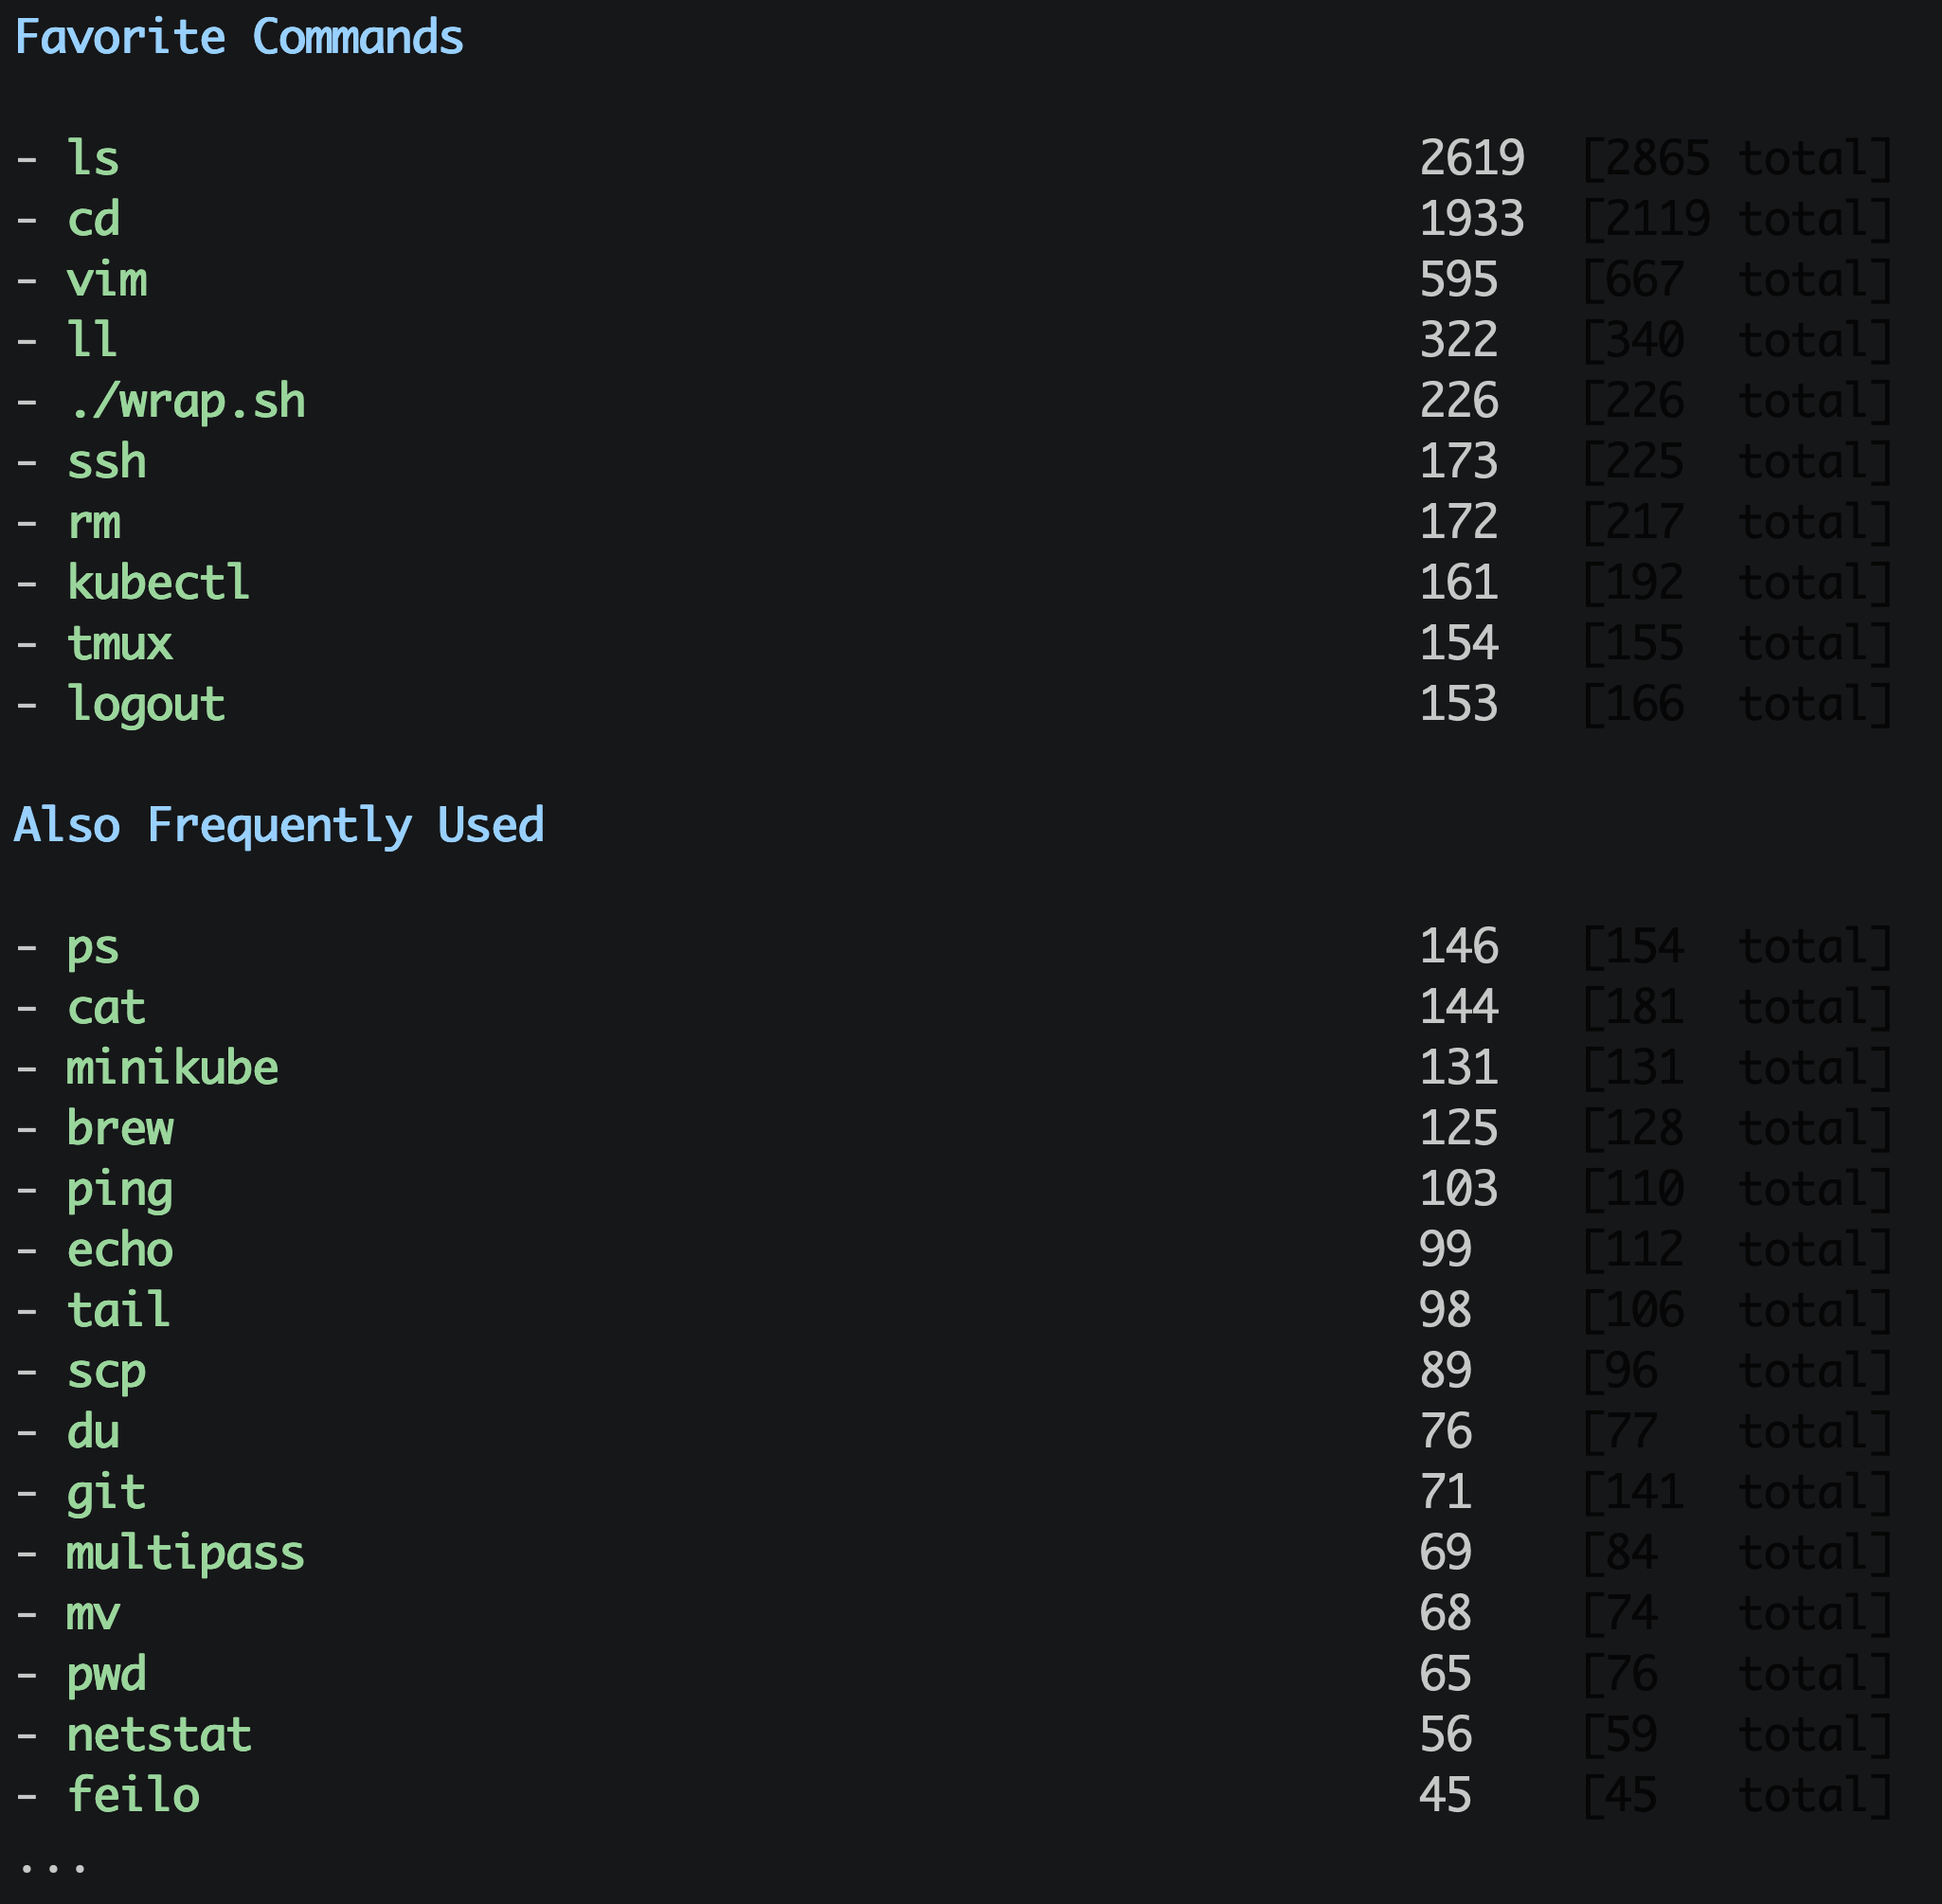 Favorite Commands
- ls 2619 [2865 total]
- cd 1933 [2119 total]
- vim 595 [667 total]
- ll 322 [340 total]
- ./wrap.sh 226 [226 total]
- ssh 173 [225 total]
- rm 172 [217 total]
- kubectl 161 [192 total]
- tmux 154 [155 total]
- logout 153 [166 total]
Also Frequently Used
- ps 146 [154 total]
- cat 144 [181 total]
- minikube 131 [131 total]
- brew 125 [128 total]
- ping 103 [110 total]
- echo 99 [112 total]
- tail 98 [106 total]
- scp 89 [96 total]
- du 76 [77 total]
- git 71 [141 total]
- multipass 69 [84 total]
- mv 68 [74 total]
- pwd 65 [76 total]
- netstat 56 [59 total]
- feilo 45 [45 total]
...